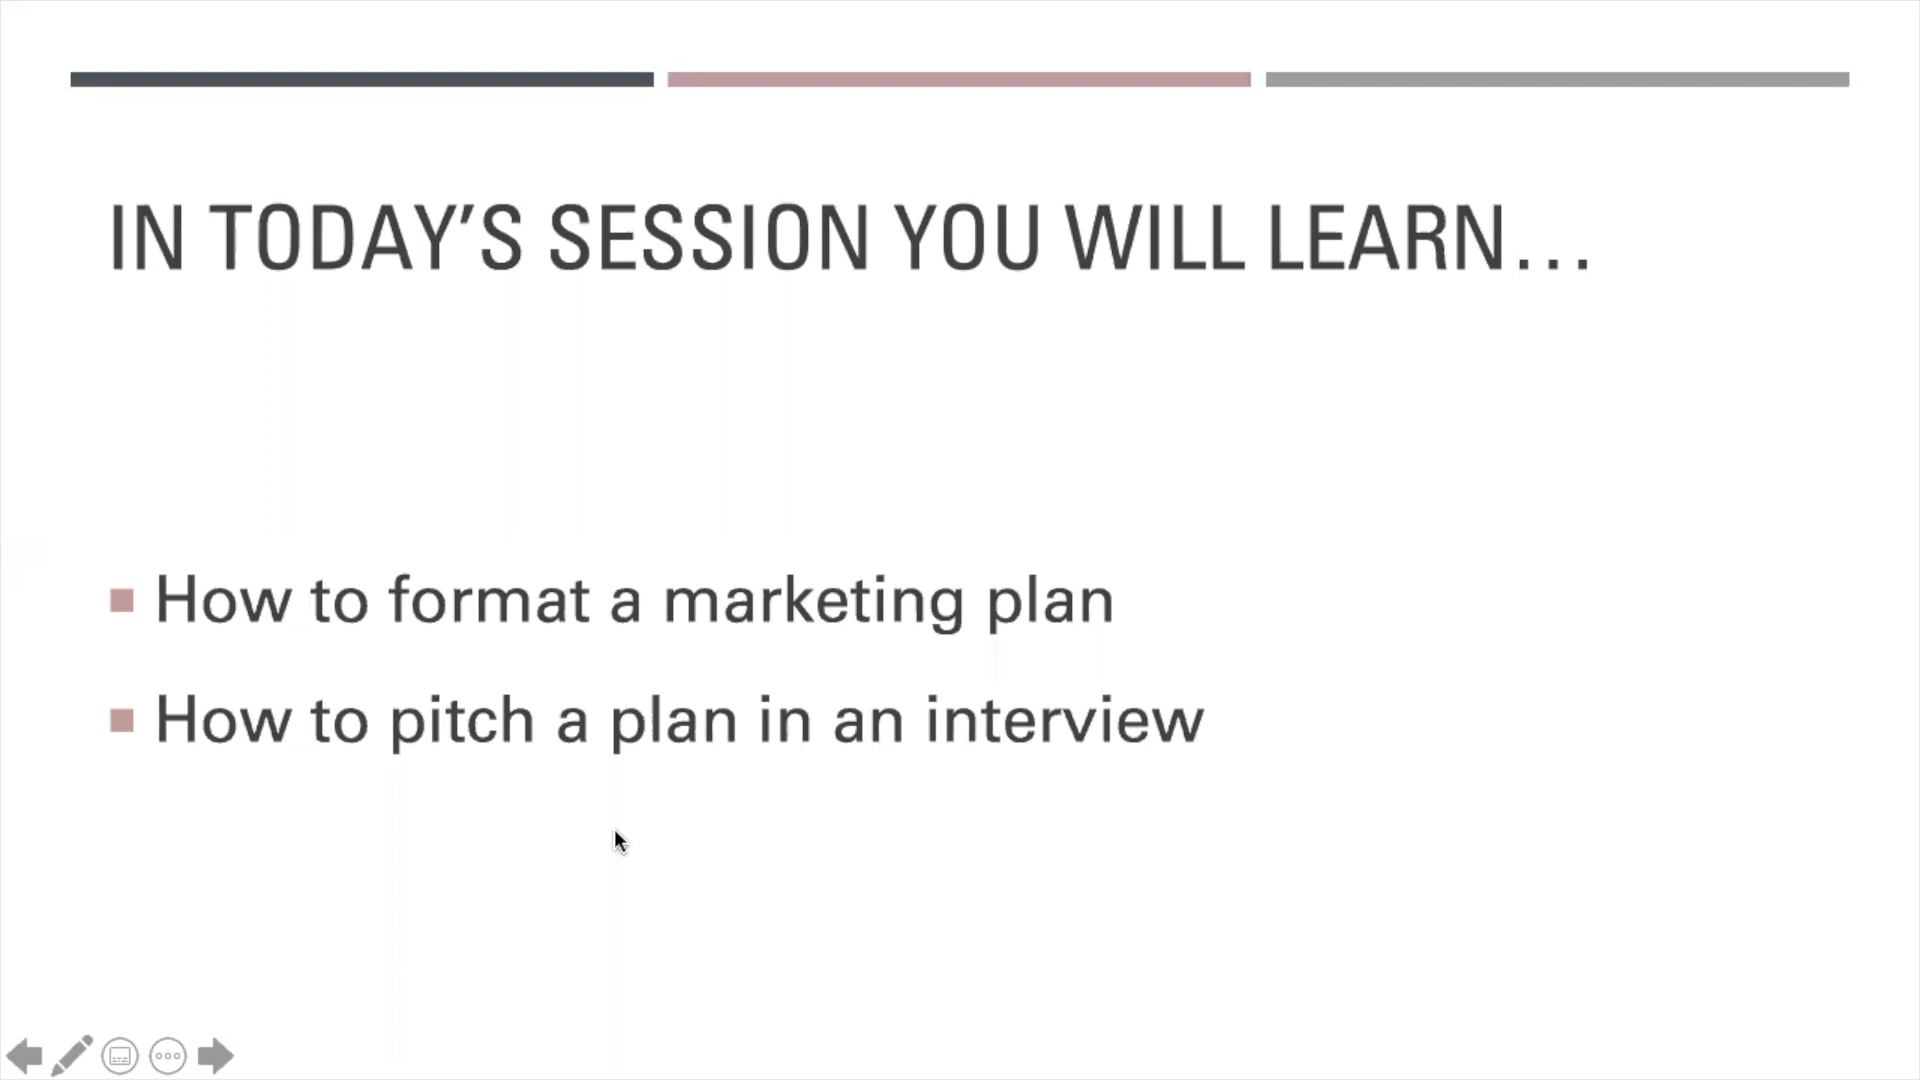 IN TODAY’S SESSION YOU WILL LEARN…
How to format a marketing plan
How to pitch a plan in an interview